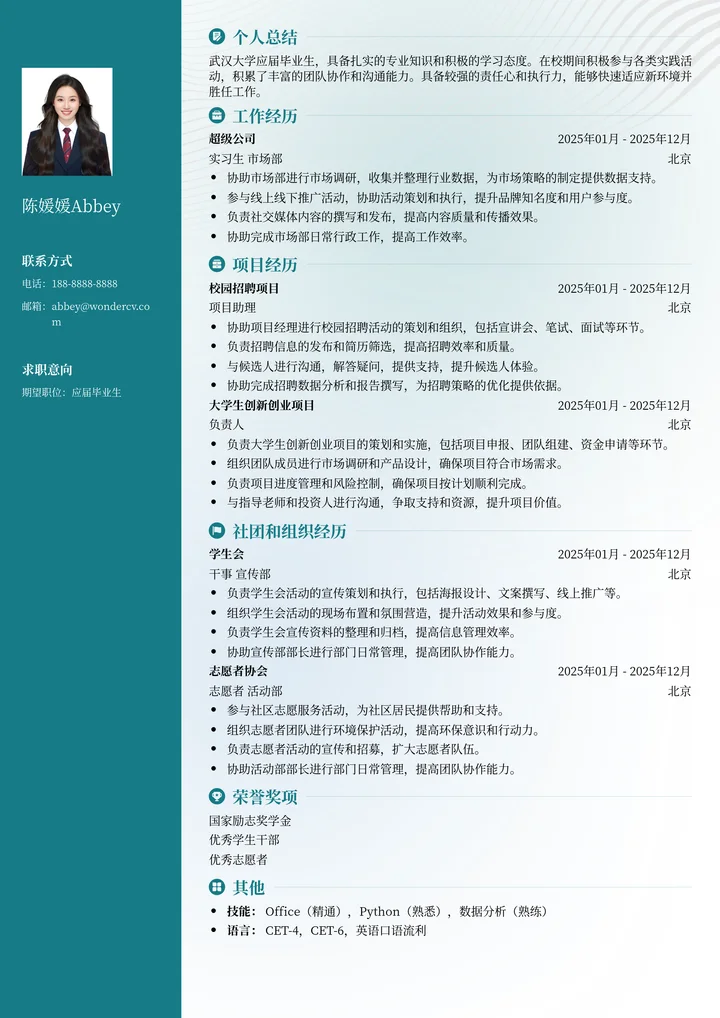 陈媛媛Abbey
联系方式
电话：188-8888-8888
邮箱：abbey@wondercv.co
m
求职意向
期望职位：应届毕业生
个人总结
武汉大学应届毕业生，具备扎实的专业知识和积极的学习态度。在校期间积极参与各类实践活
动，积累了丰富的团队协作和沟通能力。具备较强的责任心和执行力，能够快速适应新环境并
胜任工作。
工作经历
超级公司 2025年01月 - 2025年12月
实习生 市场部 北京
• 协助市场部进行市场调研，收集并整理行业数据，为市场策略的制定提供数据支持。
• 参与线上线下推广活动，协助活动策划和执行，提升品牌知名度和用户参与度。
• 负责社交媒体内容的撰写和发布，提高内容质量和传播效果。
• 协助完成市场部日常行政工作，提高工作效率。
项目经历
校园招聘项目 2025年01月 - 2025年12月
项目助理 北京
• 协助项目经理进行校园招聘活动的策划和组织，包括宣讲会、笔试、面试等环节。
• 负责招聘信息的发布和简历筛选，提高招聘效率和质量。
• 与候选人进行沟通，解答疑问，提供支持，提升候选人体验。
• 协助完成招聘数据分析和报告撰写，为招聘策略的优化提供依据。
大学生创新创业项目 2025年01月 - 2025年12月
负责人 北京
• 负责大学生创新创业项目的策划和实施，包括项目申报、团队组建、资金申请等环节。
• 组织团队成员进行市场调研和产品设计，确保项目符合市场需求。
• 负责项目进度管理和风险控制，确保项目按计划顺利完成。
• 与指导老师和投资人进行沟通，争取支持和资源，提升项目价值。
社团和组织经历
学生会 2025年01月 - 2025年12月
干事 宣传部 北京
• 负责学生会活动的宣传策划和执行，包括海报设计、文案撰写、线上推广等。
• 组织学生会活动的现场布置和氛围营造，提升活动效果和参与度。
• 负责学生会宣传资料的整理和归档，提高信息管理效率。
• 协助宣传部部长进行部门日常管理，提高团队协作能力。
志愿者协会 2025年01月 - 2025年12月
志愿者 活动部 北京
• 参与社区志愿服务活动，为社区居民提供帮助和支持。
• 组织志愿者团队进行环境保护活动，提高环保意识和行动力。
• 负责志愿者活动的宣传和招募，扩大志愿者队伍。
• 协助活动部部长进行部门日常管理，提高团队协作能力。
荣誉奖项
国家励志奖学金
优秀学生干部
优秀志愿者
其他
• 技能： Office（精通）, Python（熟悉）, 数据分析（熟练）
• 语言： CET-4，CET-6，英语口语流利